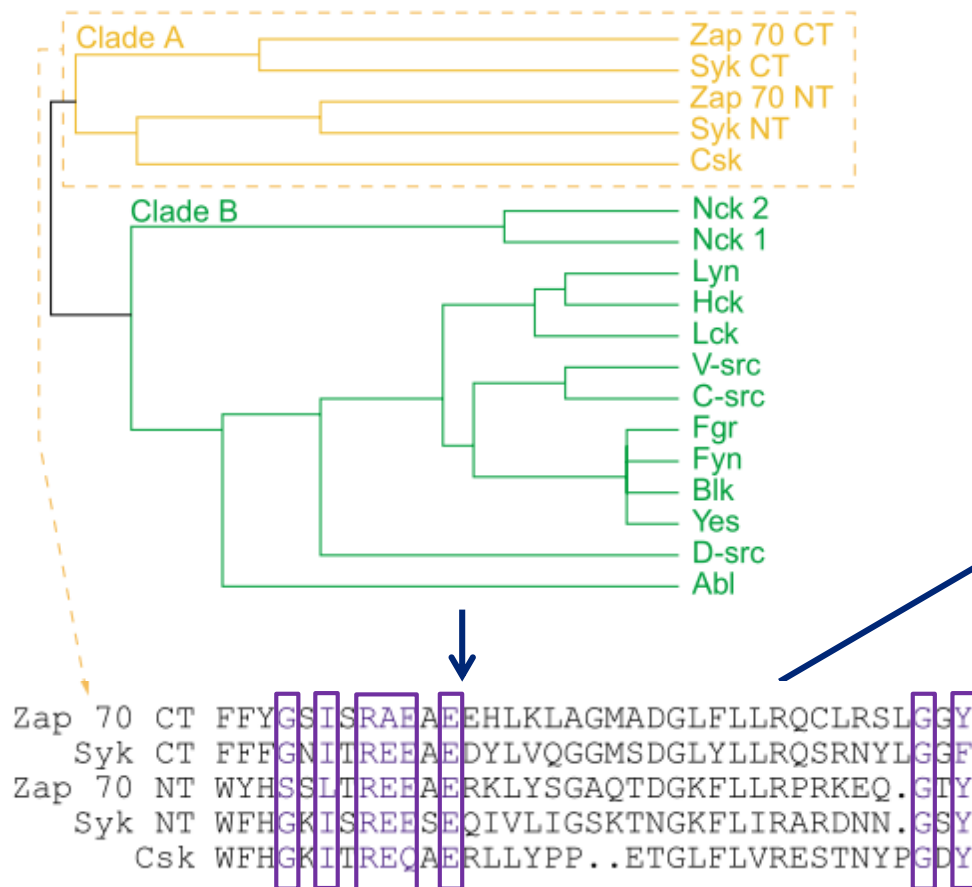 Clade A
Zap 70 CT
Syk CT
Zap 70 NT
Syk NT
Csk
Clade B
Nck 2
Nck 1
Lyn
Hck
Lck
V-src
C-src
Fgr
Fyn
Blk
Yes
D-src
Abl
Zap 70 CT FFYGSISRAEAEEHLKLAGMADGLFLLRQCLRSLGGY
Syk CT FFFGNITREEAEDYLVQGGMSDGLYLLRQSRNYLGGF
Zap 70 NT WYHSSLTREEAERKLYSGAQTDGKFLLRPRKEQ.GTY
Syk NT WFHGKISREESEQIVLIGSKTNGKFLIRARDNN.GSY
Csk WFHGKITREQAERLLYPP..ETGLFLVRESTNYPGDY